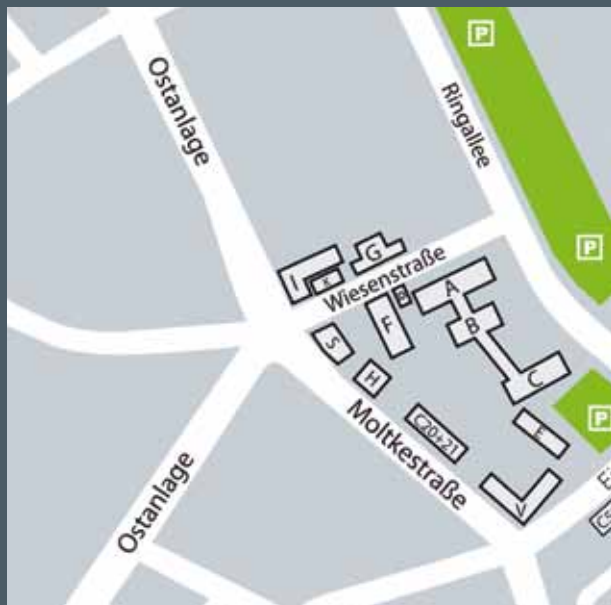 P
Ostanlage
Ringallee
P
G
I
K
Wiesenstraße
A
F
B
S
H
C
P
Moltkestraße
C20+21
E
V
Ostanlage